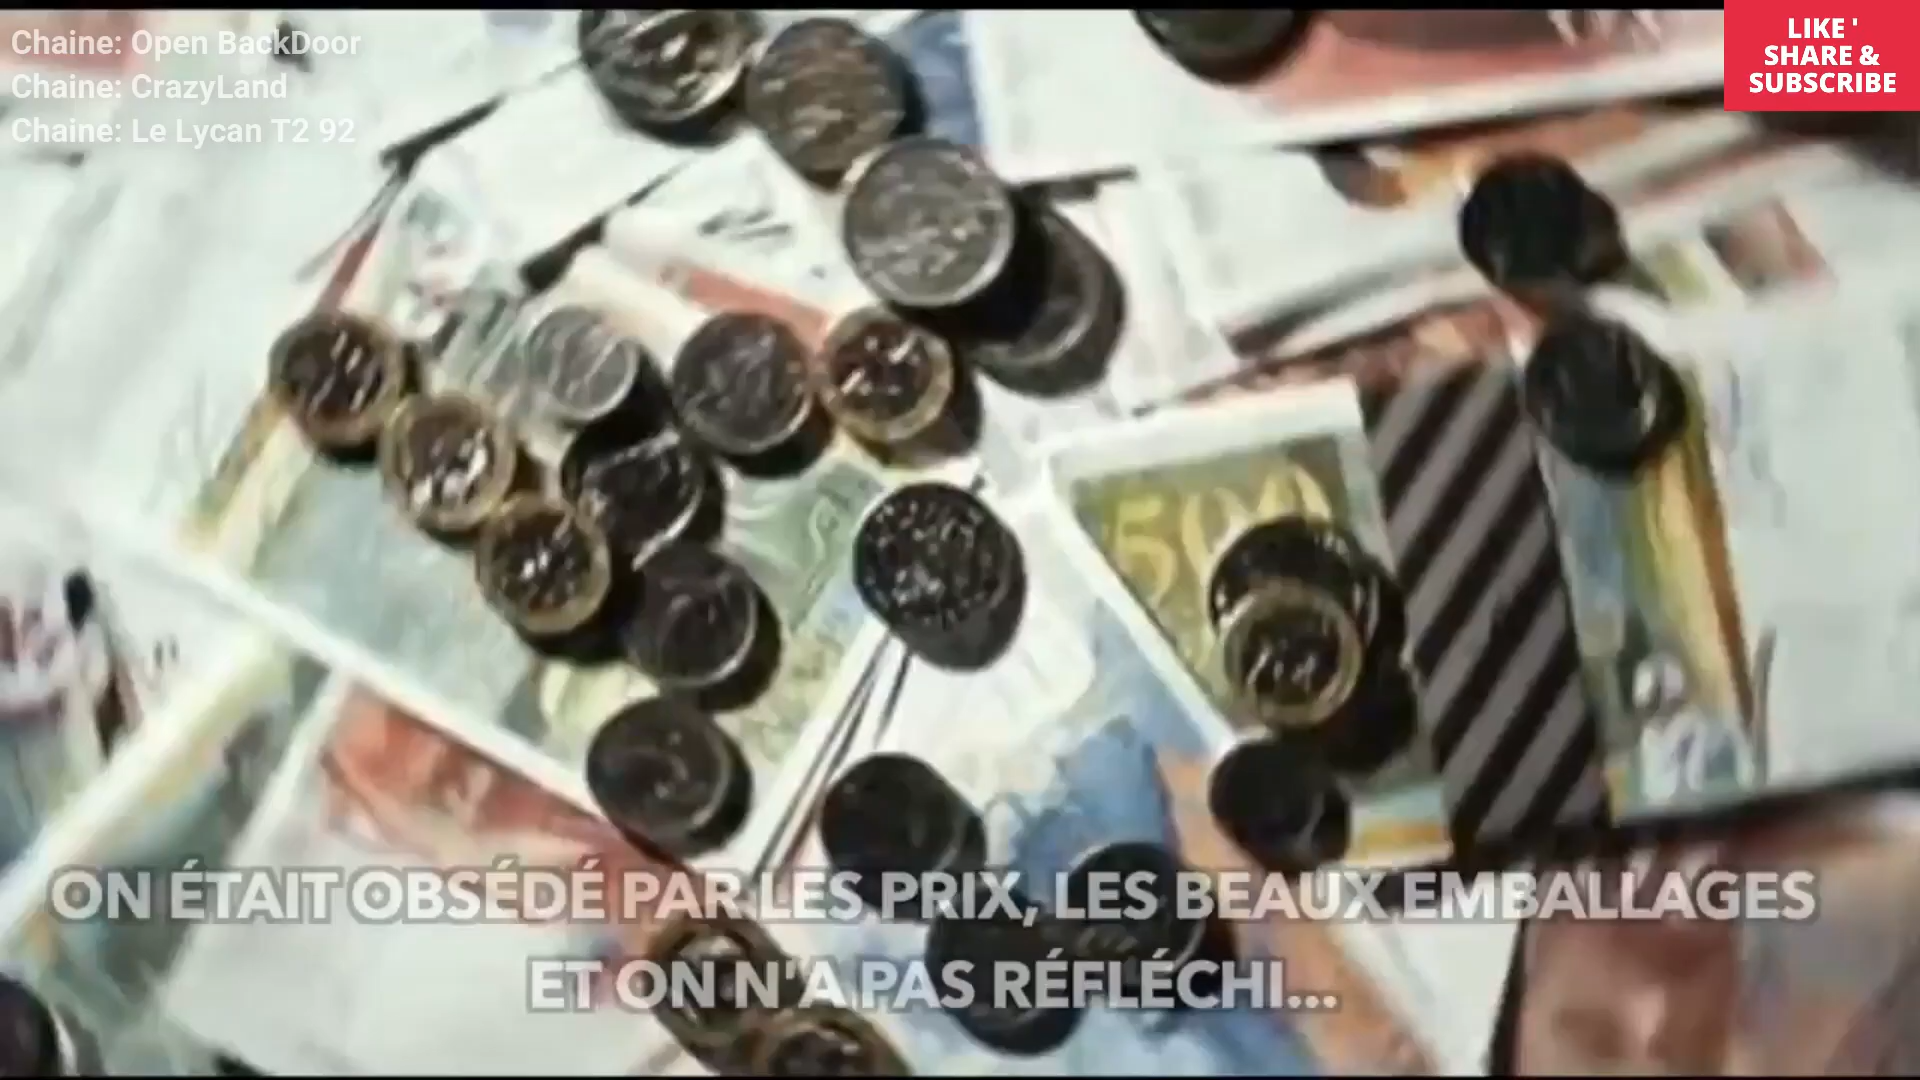 Chaine: Open BackDoor
Chaine: CrazyLand
Chaine: Le Lycan T2 92
LIKE '
SHARE &
SUBSCRIBE
500
ON ÉTAIT OBSÉDÉ PAR LES PRIX, LES BEAUX EMBALLAGES
ET ON N'A PAS RÉFLÉCHI...